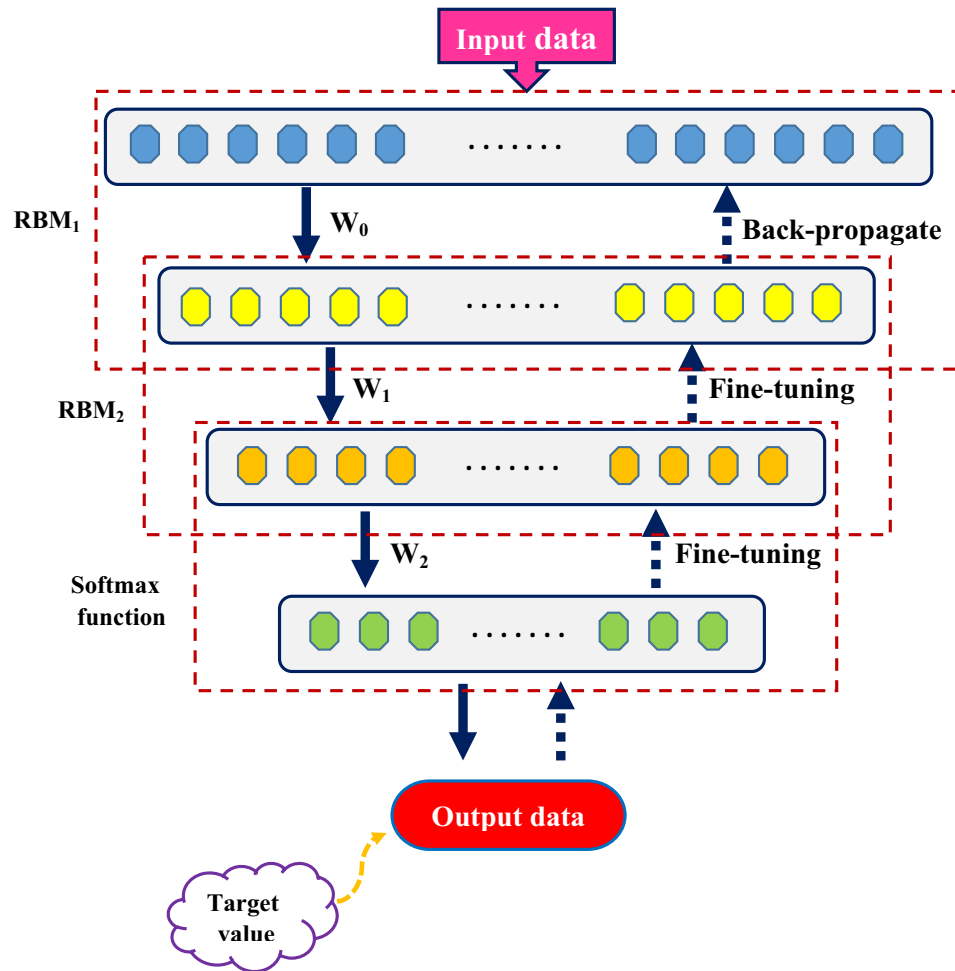 Input data
.......
RBM₁
W₀
Back-propagate
.......
W₁
Fine-tuning
RBM₂
.......
W₂
Fine-tuning
Softmax
function
.......
Output data
Target
value